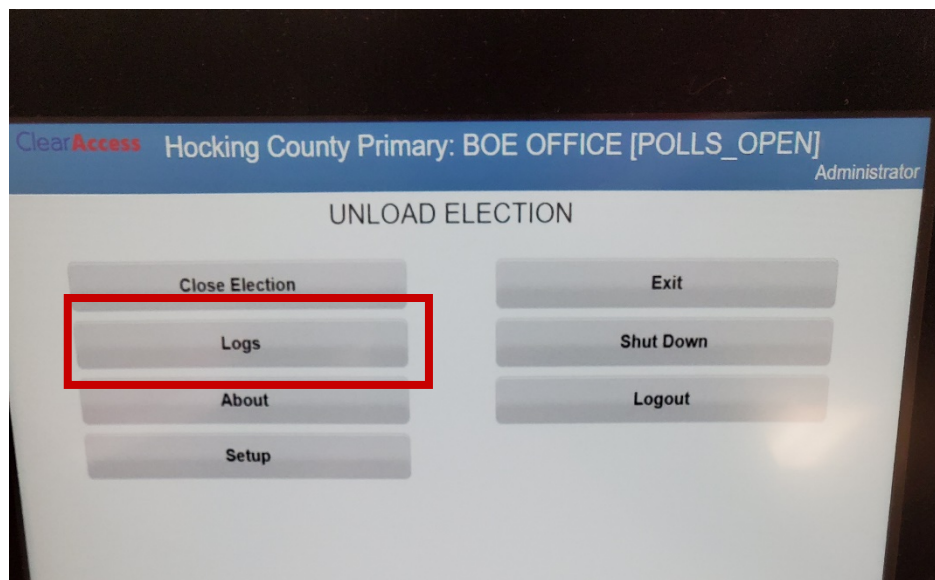 ClearAccess Hocking County Primary: BOE OFFICE [POLLS_OPEN]
Administrator
UNLOAD ELECTION
Close Election
Logs
About
Setup
Exit
Shut Down
Logout